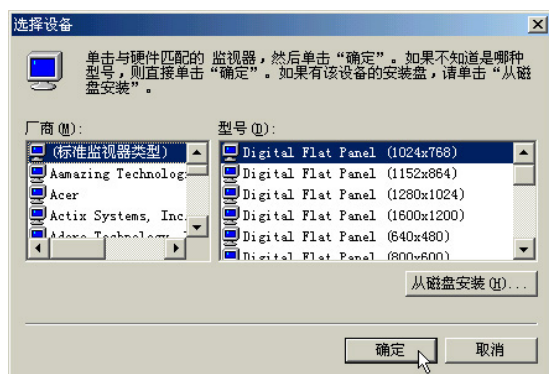 选择设备
单击与硬件匹配的 监视器，然后单击“确定”。如果不知道是哪种
型号，则直接单击“确定”。如果有该设备的安装盘，请单击“从磁
盘安装”。
厂商(M):
(标准监视器类型)
Aamazing Technolog
Acer
Actix Systems, Inc.
型号(D):
Digital Flat Panel (1024x768)
Digital Flat Panel (1152x864)
Digital Flat Panel (1280x1024)
Digital Flat Panel (1600x1200)
Digital Flat Panel (640x480)
Digital Flat Panel (800x600)
从磁盘安装(H)...
确定
取消